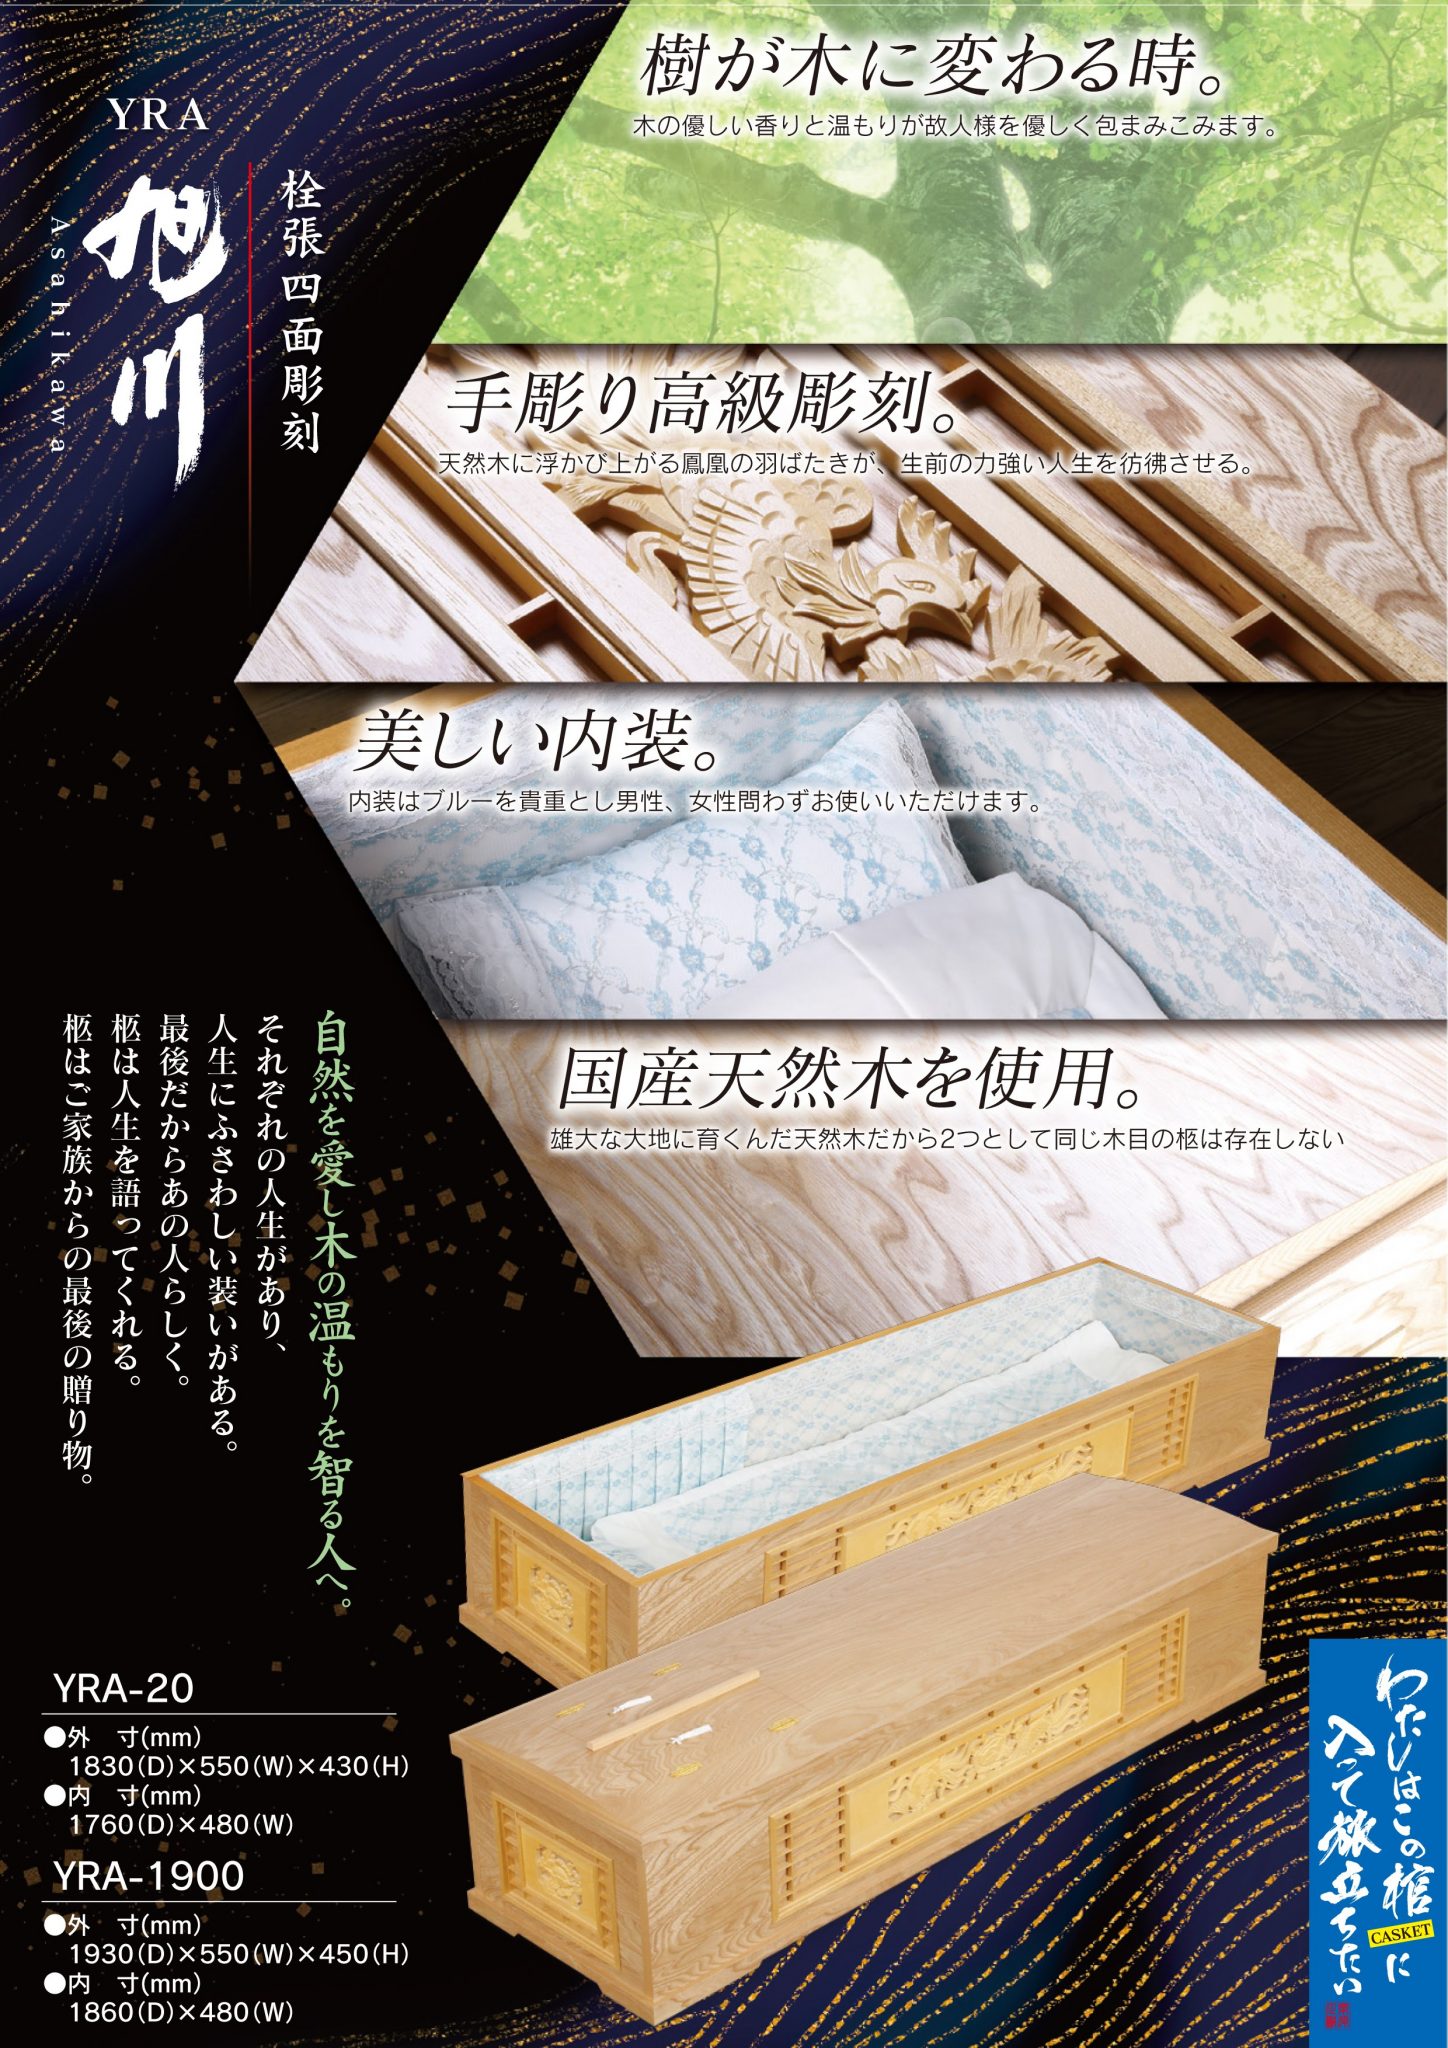 YRA
旭川
Asahikawa
栓張四面彫刻
樹が木に変わる時。
木の優しい香りと温もりが故人様を優しく包まみこみます。
手彫り高級彫刻。
天然木に浮かび上がる鳳凰の羽ばたきが、生前の力強い人生を彷彿させる。
美しい内装。
内装はブルーを貴重とし男性、女性問わずお使いいただけます。
国産天然木を使用。
雄大な大地に育くんだ天然木だから2つとして同じ木目の柩は存在しない
自然を愛し木の温もりを智る人へ。
それぞれの人生があり、
人生にふさわしい装いがある。
最後だからあの人らしく。
柩は人生を語ってくれる。
柩はご家族からの最後の贈り物。
YRA-20
●外　寸(mm)
1830(D)×550(W)×430(H)
●内　寸(mm)
1760(D)×480(W)
YRA-1900
●外　寸(mm)
1930(D)×550(W)×450(H)
●内　寸(mm)
1860(D)×480(W)
わたしはこの棺に
CASKET
入って旅立ちたい